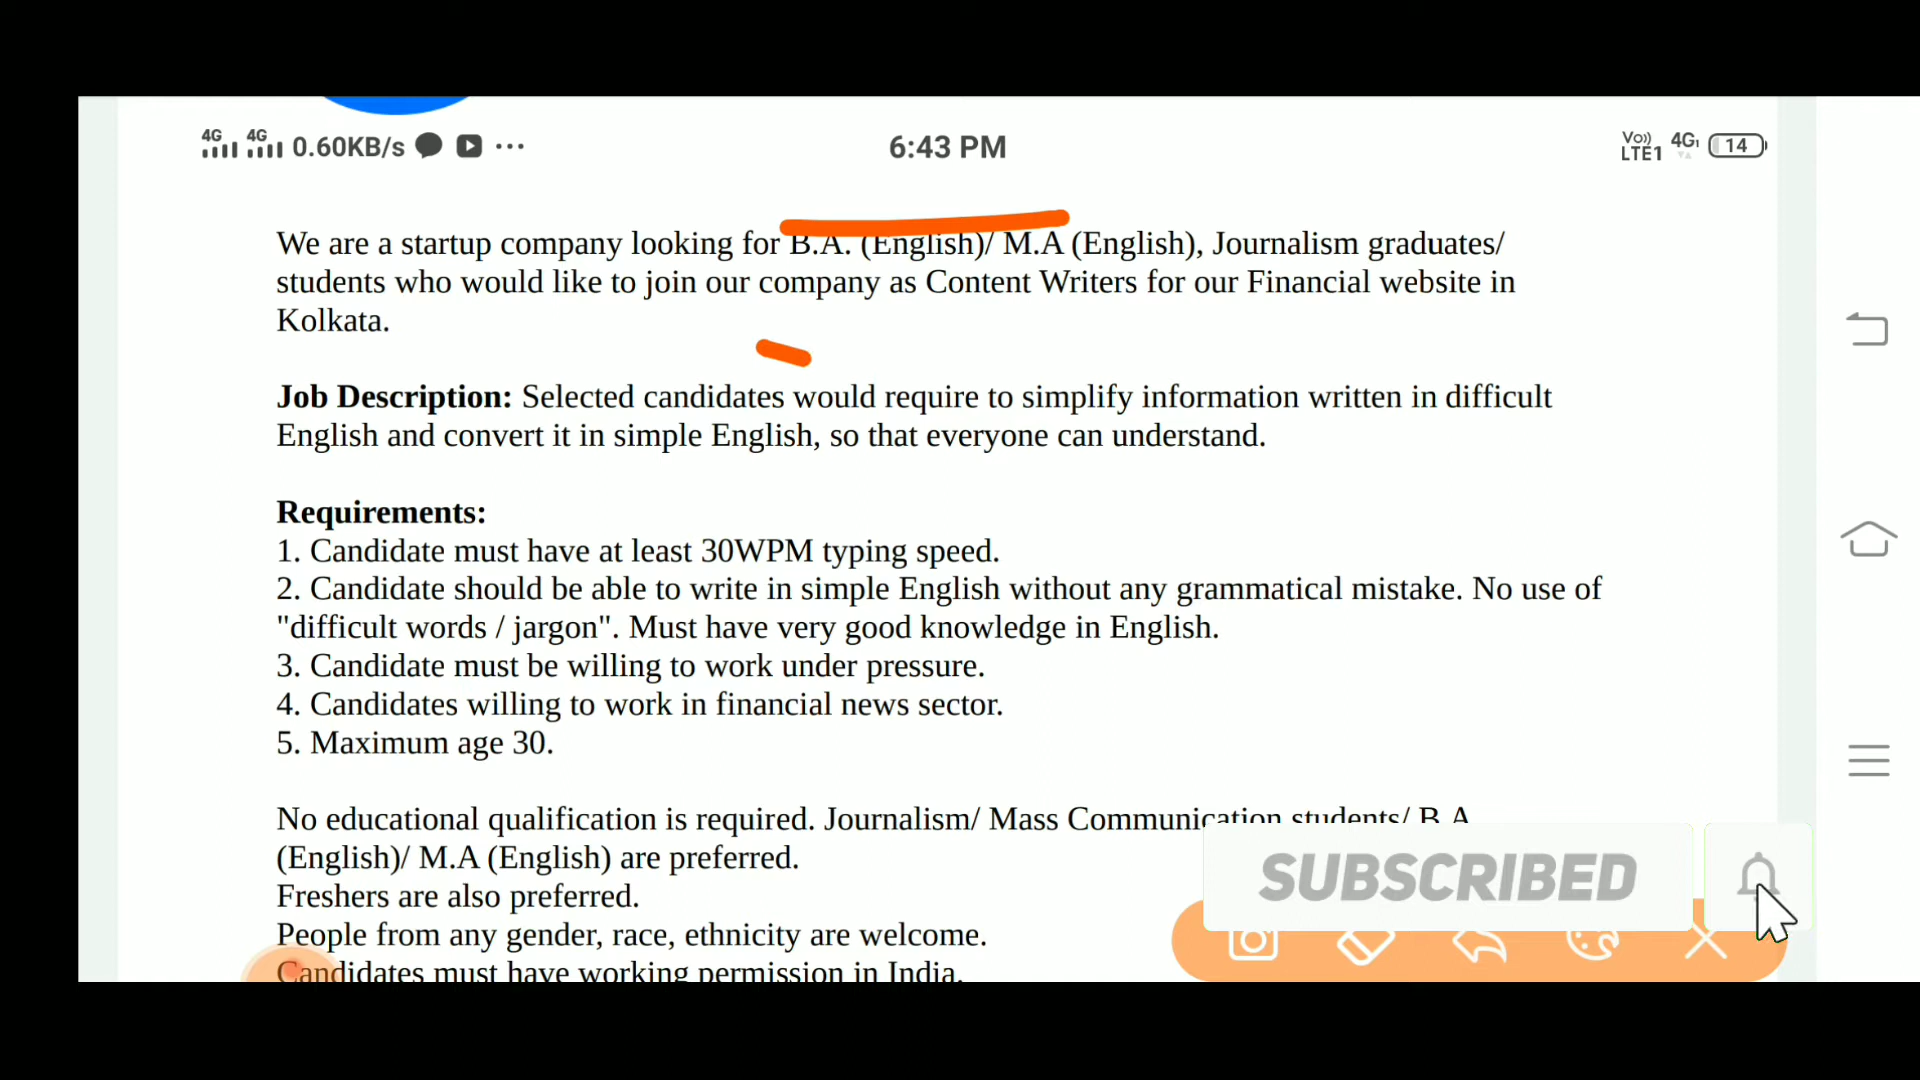 4G 4G 0.60KB/s ... 6:43 PM Vo)) LTE1 4G1 14
We are a startup company looking for B.A. (English)/ M.A (English), Journalism graduates/
students who would like to join our company as Content Writers for our Financial website in
Kolkata.
Job Description: Selected candidates would require to simplify information written in difficult
English and convert it in simple English, so that everyone can understand.
Requirements:
1. Candidate must have at least 30WPM typing speed.
2. Candidate should be able to write in simple English without any grammatical mistake. No use of
"difficult words / jargon". Must have very good knowledge in English.
3. Candidate must be willing to work under pressure.
4. Candidates willing to work in financial news sector.
5. Maximum age 30.
No educational qualification is required. Journalism/ Mass Communication students/ B.A
(English)/ M.A (English) are preferred.
Freshers are also preferred.
People from any gender, race, ethnicity are welcome.
Candidates must have working permission in India.
SUBSCRIBED